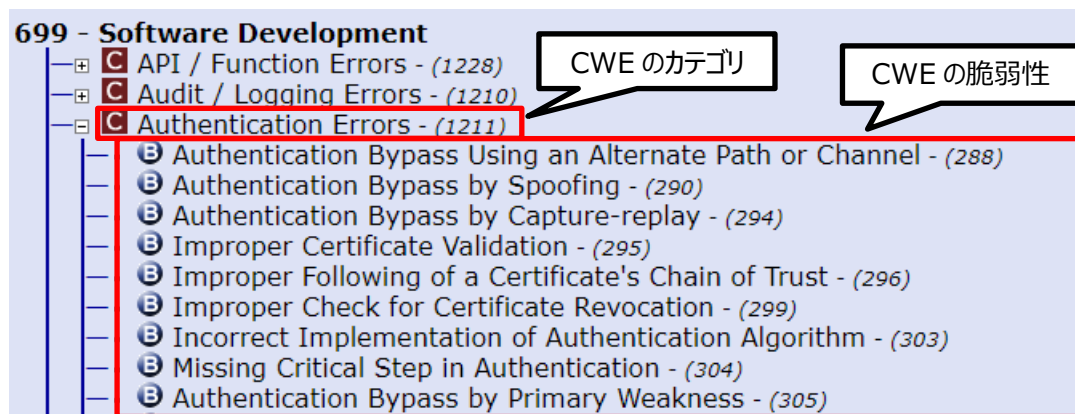 699 - Software Development
C API / Function Errors - (1228)
CWE のカテゴリ
CWE の脆弱性
C Audit / Logging Errors - (1210)
C Authentication Errors - (1211)
B Authentication Bypass Using an Alternate Path or Channel - (288)
B Authentication Bypass by Spoofing - (290)
B Authentication Bypass by Capture-replay - (294)
B Improper Certificate Validation - (295)
B Improper Following of a Certificate's Chain of Trust - (296)
B Improper Check for Certificate Revocation - (299)
B Incorrect Implementation of Authentication Algorithm - (303)
B Missing Critical Step in Authentication - (304)
B Authentication Bypass by Primary Weakness - (305)